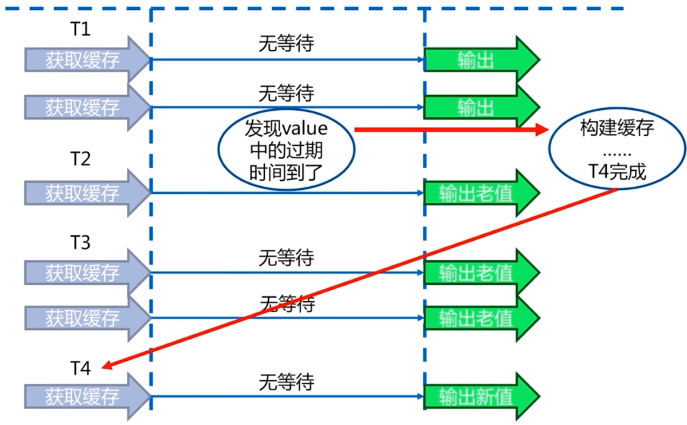 T1
无等待
获取缓存
输出
无等待
获取缓存
输出
发现value
中的过期
时间到了
构建缓存
……
T4完成
T2
获取缓存
输出老值
T3
无等待
获取缓存
输出老值
无等待
获取缓存
输出老值
T4
无等待
获取缓存
输出新值